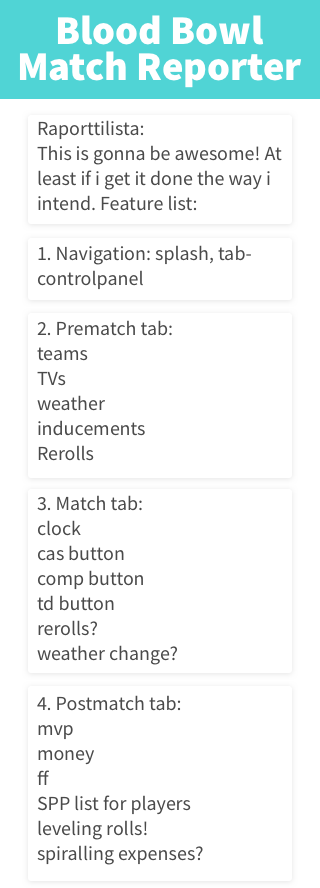 Blood Bowl
Match Reporter
Raporttilista:
This is gonna be awesome! At
least if i get it done the way i
intend. Feature list:
1. Navigation: splash, tab-
controlpanel
2. Prematch tab:
teams
TVs
weather
inducements
Rerolls
3. Match tab:
clock
cas button
comp button
td button
rerolls?
weather change?
4. Postmatch tab:
mvp
money
ff
SPP list for players
leveling rolls!
spiralling expenses?